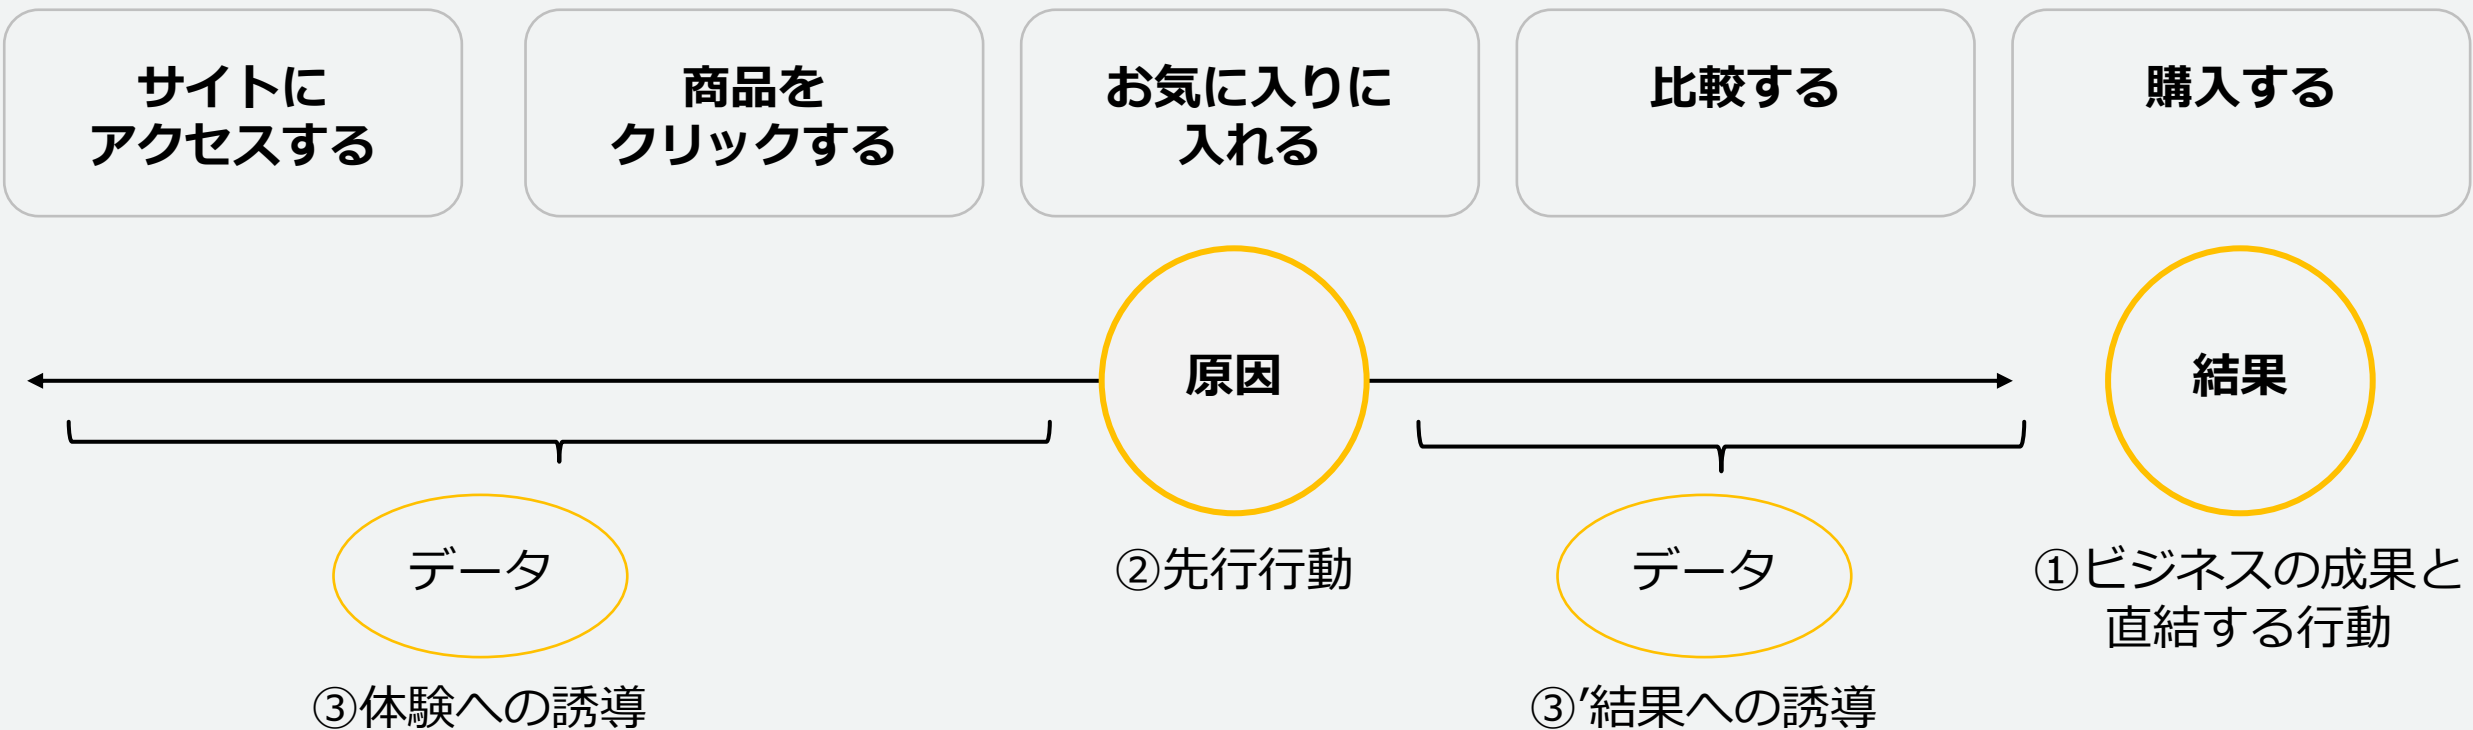 サイトに
アクセスする
商品を
クリックする
お気に入りに
入れる
比較する
購入する
原因
結果
データ
②先行行動
データ
①ビジネスの成果と
直結する行動
③体験への誘導
③′結果への誘導